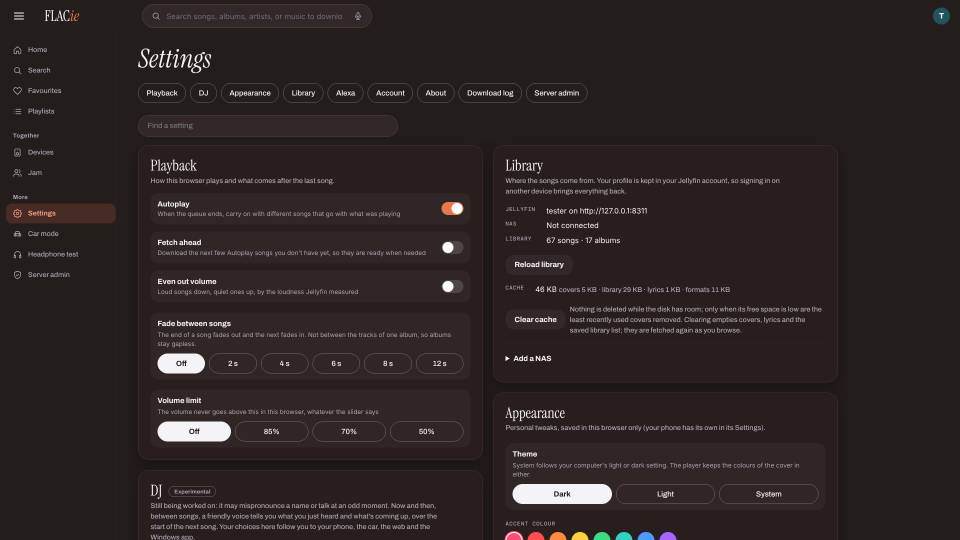 FLACie
Search songs, albums, artists, or music to downlo
T
Home
Search
Favourites
Playlists
Together
Devices
Jam
More
Settings
Car mode
Headphone test
Server admin
Settings
Playback
DJ
Appearance
Library
Alexa
Account
About
Download log
Server admin
Find a setting
Playback
How this browser plays and what comes after the last song.
Autoplay
When the queue ends, carry on with different songs that go with what was playing
Fetch ahead
Download the next few Autoplay songs you don't have yet, so they are ready when needed
Even out volume
Loud songs down, quiet ones up, by the loudness Jellyfin measured
Fade between songs
The end of a song fades out and the next fades in. Not between the tracks of one album, so albums
stay gapless.
Off
2 s
4 s
6 s
8 s
12 s
Volume limit
The volume never goes above this in this browser, whatever the slider says
Off
85%
70%
50%
DJ
Experimental
Still being worked on: it may mispronounce a name or talk at an odd moment. Now and then,
between songs, a friendly voice tells you what you just heard and what's coming up, over the
start of the next song. Your choices here follow you to your phone, the car, the web and the
Windows app.
Library
Where the songs come from. Your profile is kept in your Jellyfin account, so signing in on
another device brings everything back.
JELLYFIN tester on http://127.0.0.1:8311
NAS Not connected
LIBRARY 67 songs · 17 albums
Reload library
CACHE 46 KB covers 5 KB · library 29 KB · lyrics 1 KB · formats 11 KB
Clear cache
Nothing is deleted while the disk has room; only when its free space is low are the
least recently used covers removed. Clearing empties covers, lyrics and the
saved library list; they are fetched again as you browse.
Add a NAS
Appearance
Personal tweaks, saved in this browser only (your phone has its own in its Settings).
Theme
System follows your computer's light or dark setting. The player keeps the colours of the cover in
either.
Dark
Light
System
ACCENT COLOUR